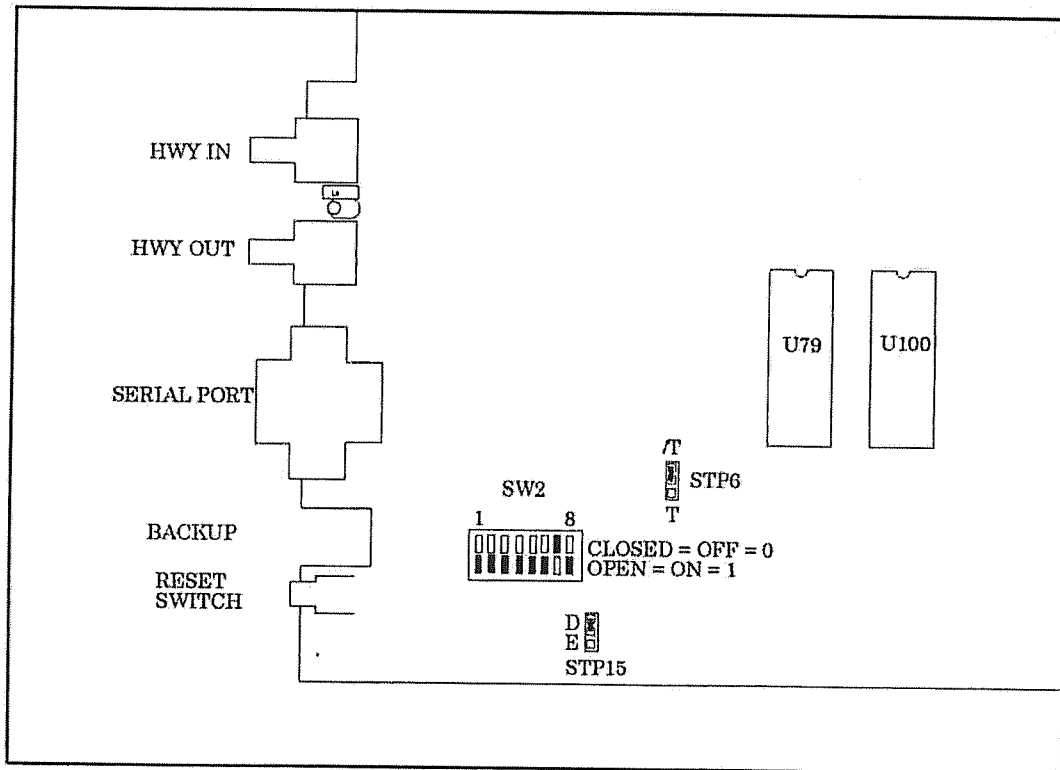 HWY IN
L9
HWY OUT
U79
U100
SERIAL PORT
/T
STP6
T
SW2
1 8
BACKUP
CLOSED = OFF = 0
OPEN = ON = 1
RESET
SWITCH
D
E
STP15